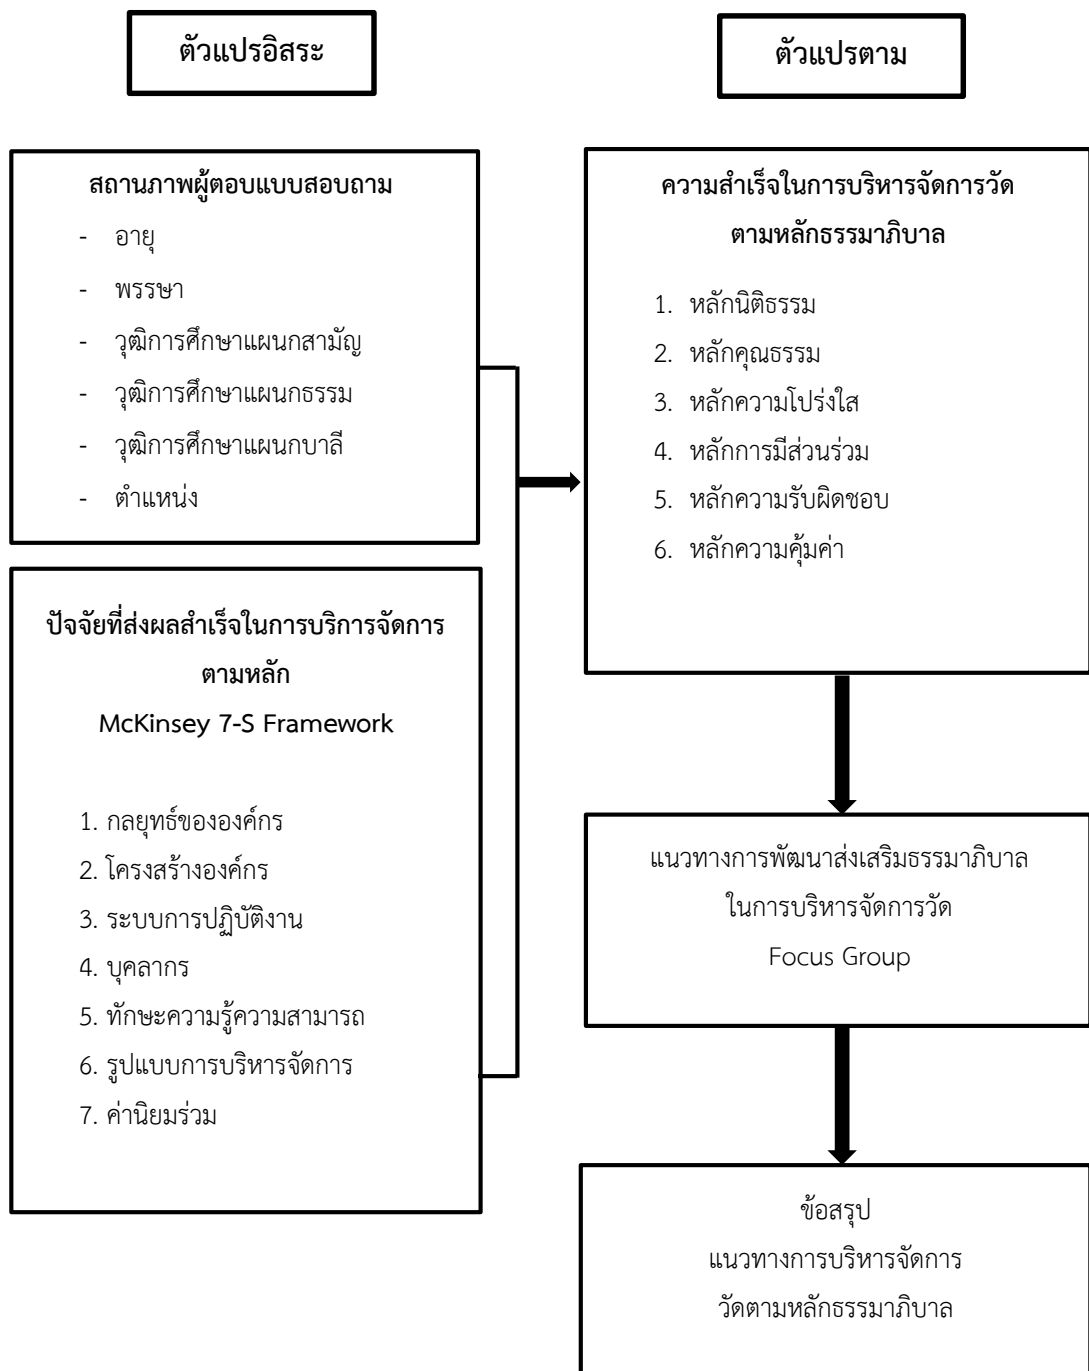 ตัวแปรอิสระ
ตัวแปรตาม
สถานภาพผู้ตอบแบบสอบถาม
- อายุ
- พรรษา
- วุฒิการศึกษาแผนกสามัญ
- วุฒิการศึกษาแผนกธรรม
- วุฒิการศึกษาแผนกบาลี
- ตำแหน่ง
ปัจจัยที่ส่งผลสำเร็จในการบริการจัดการ
ตามหลัก
McKinsey 7-S Framework
1. กลยุทธ์ขององค์กร
2. โครงสร้างองค์กร
3. ระบบการปฏิบัติงาน
4. บุคลากร
5. ทักษะความรู้ความสามารถ
6. รูปแบบการบริหารจัดการ
7. ค่านิยมร่วม
ความสำเร็จในการบริหารจัดการวัด
ตามหลักธรรมาภิบาล
1. หลักนิติธรรม
2. หลักคุณธรรม
3. หลักความโปร่งใส
4. หลักการมีส่วนร่วม
5. หลักความรับผิดชอบ
6. หลักความคุ้มค่า
แนวทางการพัฒนาส่งเสริมธรรมาภิบาล
ในการบริหารจัดการวัด
Focus Group
ข้อสรุป
แนวทางการบริหารจัดการ
วัดตามหลักธรรมาภิบาล